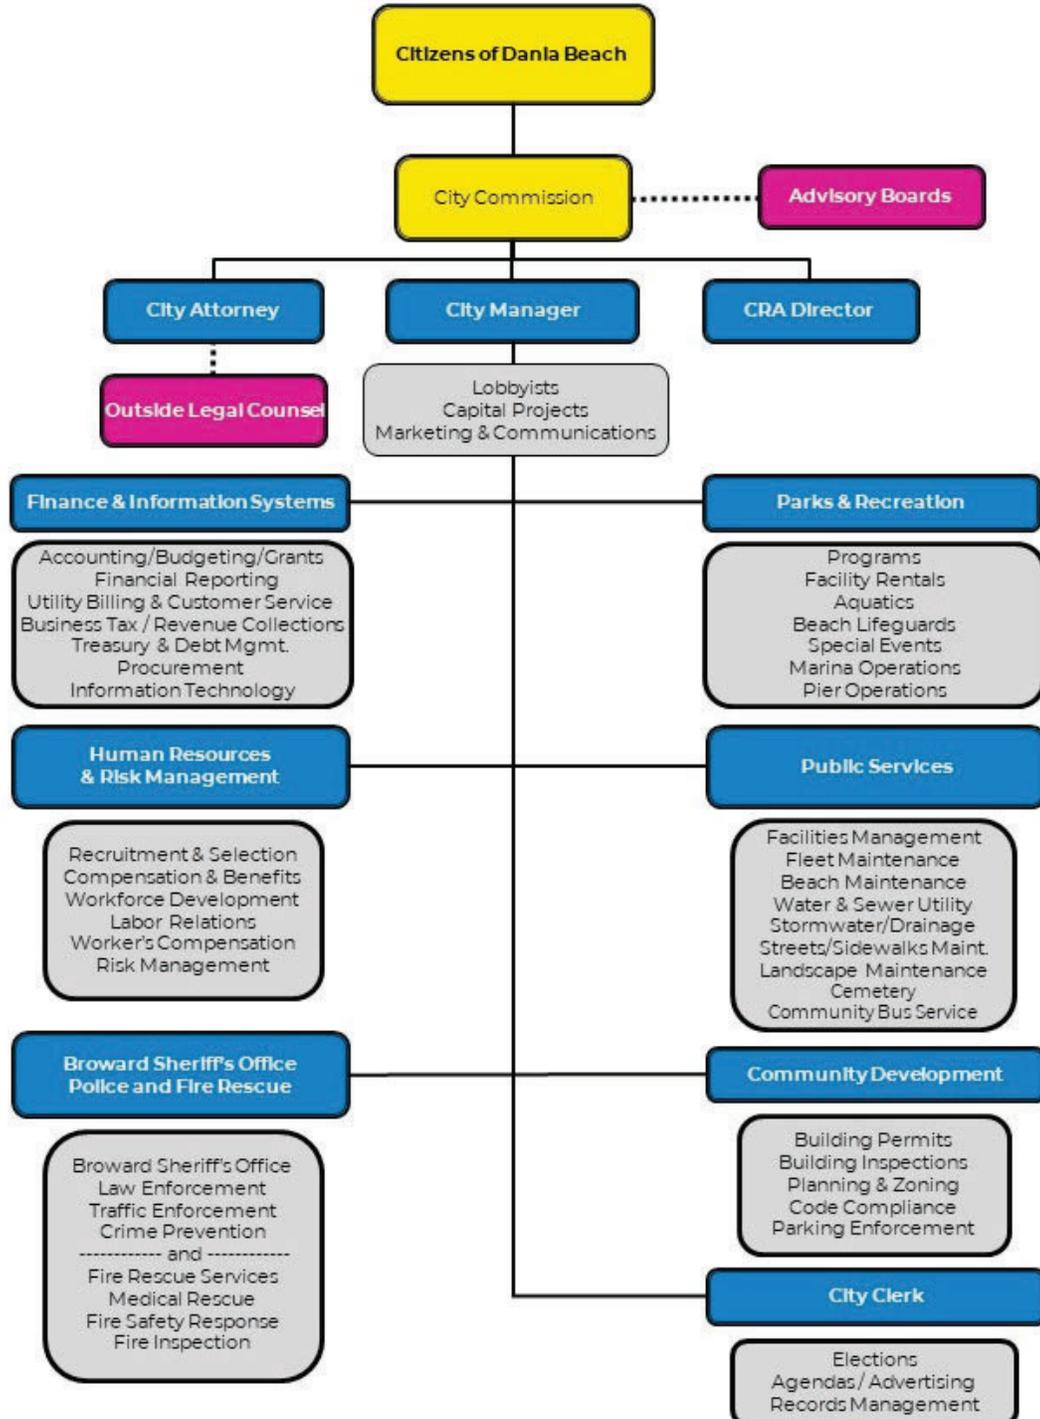 Citizens of Dania Beach
City Commission
Advisory Boards
City Attorney
City Manager
CRA Director
Outside Legal Counsel
Lobbyists
Capital Projects
Marketing & Communications
Finance & Information Systems
Accounting/Budgeting/Grants
Financial Reporting
Utility Billing & Customer Service
Business Tax / Revenue Collections
Treasury & Debt Mgmt.
Procurement
Information Technology
Parks & Recreation
Programs
Facility Rentals
Aquatics
Beach Lifeguards
Special Events
Marina Operations
Pier Operations
Human Resources
& Risk Management
Recruitment & Selection
Compensation & Benefits
Workforce Development
Labor Relations
Worker's Compensation
Risk Management
Public Services
Facilities Management
Fleet Maintenance
Beach Maintenance
Water & Sewer Utility
Stormwater/Drainage
Streets/Sidewalks Maint.
Landscape Maintenance
Cemetery
Community Bus Service
Broward Sheriff's Office
Police and Fire Rescue
Broward Sheriff's Office
Law Enforcement
Traffic Enforcement
Crime Prevention
------------ and ------------
Fire Rescue Services
Medical Rescue
Fire Safety Response
Fire Inspection
Community Development
Building Permits
Building Inspections
Planning & Zoning
Code Compliance
Parking Enforcement
City Clerk
Elections
Agendas / Advertising
Records Management